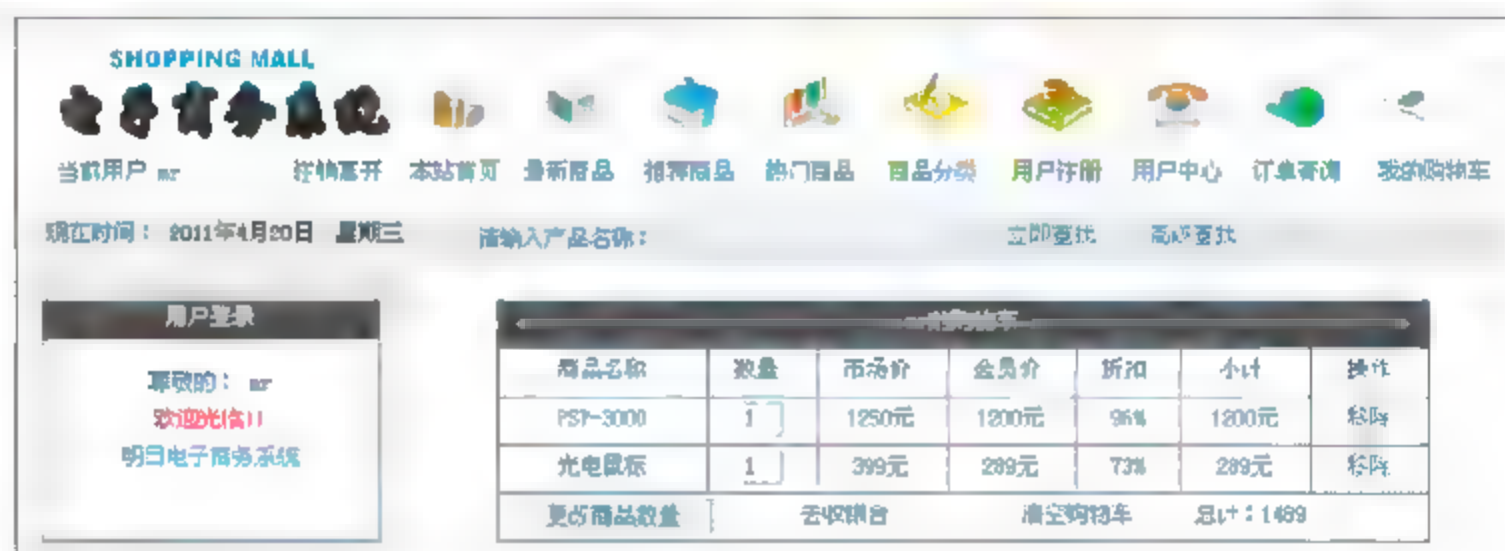 SHOPPING MALL
电子商务系统
当前用户 mr 注销离开 本站首页 最新商品 推荐商品 热门商品 商品分类 用户注册 用户中心 订单查询 我的购物车
现在时间： 2011年4月20日 星期三 请输入产品名称： 立即查找 高级查找
用户登录
尊敬的： mr
欢迎光临!!
明日电子商务系统
商品名称 数量 市场价 会员价 折扣 小计 操作
PSP-3000 1 1250元 1200元 96% 1200元 移除
光电鼠标 1 399元 289元 73% 289元 移除
更改商品数量 去收银台 清空购物车 总计：1489